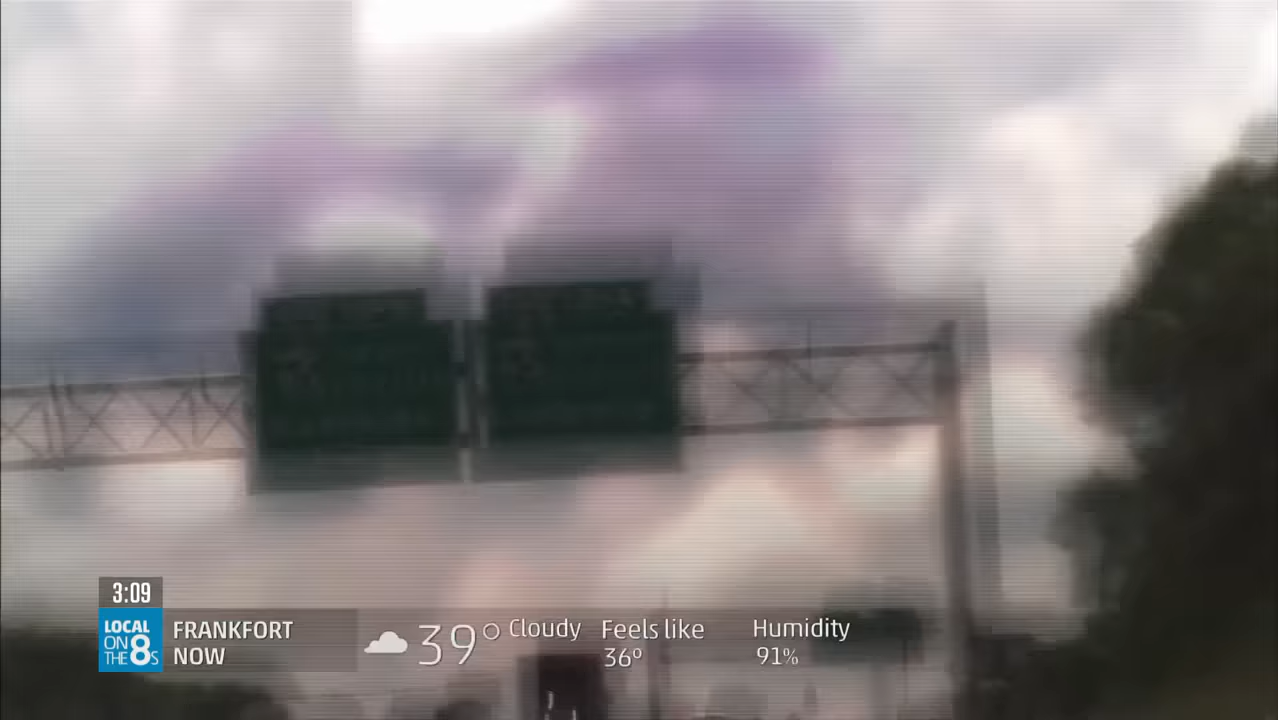 3:09
LOCAL
ON
THE 8s
FRANKFORT
NOW
39° Cloudy
Feels like
36°
Humidity
91%